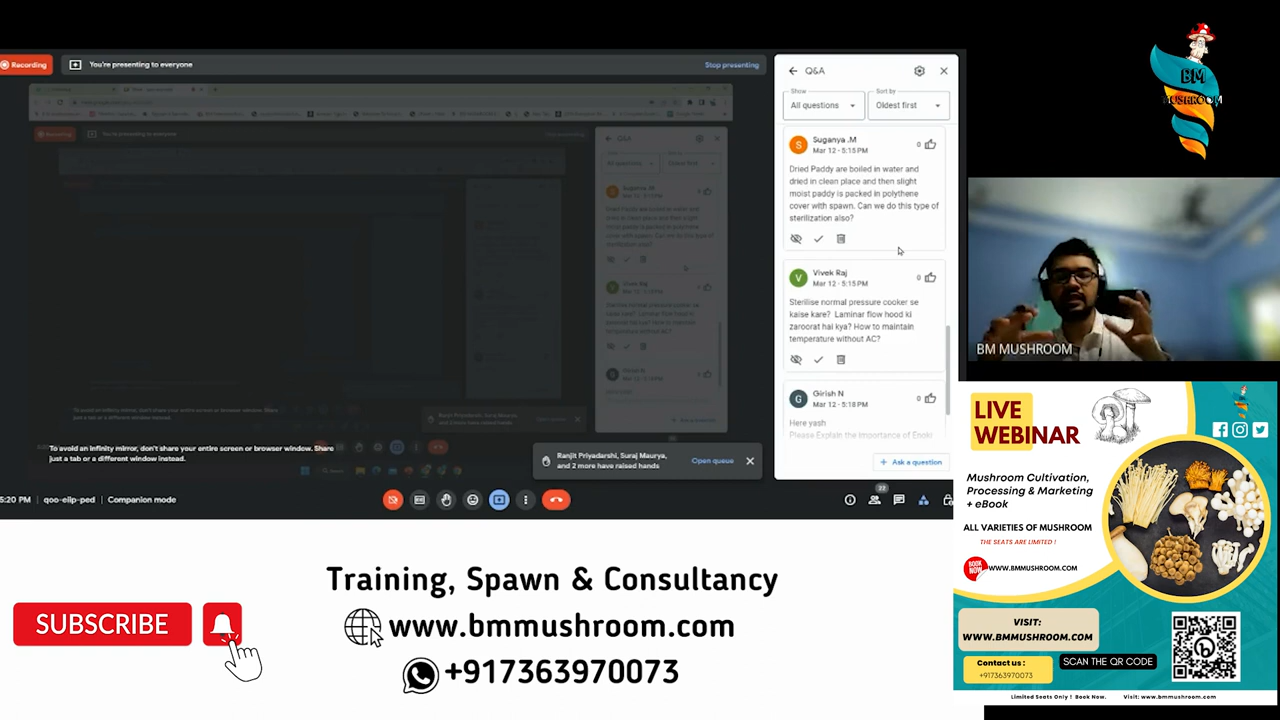 Recording
You're presenting to everyone
Stop presenting
Q&A
Show
All questions
Sort by
Oldest first
Suganya .M
Mar 12 - 5:15 PM
0
Dried Paddy are boiled in water and
dried in clean place and then slight
moist paddy is packed in polythene
cover with spawn. Can we do this type of
sterilization also?
Vivek Raj
Mar 12 - 5:15 PM
0
Sterilise normal pressure cooker se
kaise kare? Laminar flow hood ki
zaroorat hai kya? How to maintain
temperature without AC?
Girish N
Mar 12 - 5:18 PM
0
Here yash
Please Explain the importance of Enoki
Ask a question
To avoid an infinity mirror, don't share your entire screen or browser window. Share
just a tab or a different window instead.
Ranjit Priyadarshi, Suraj Maurya,
and 2 more have raised hands
Open queue
5:20 PM | qoo-eiip-ped | Companion mode
22
BM
MUSHROOM
BM MUSHROOM
LIVE
WEBINAR
Mushroom Cultivation,
Processing & Marketing
+ eBook
ALL VARIETIES OF MUSHROOM
THE SEATS ARE LIMITED !
BOOK
NOW
WWW.BMMUSHROOM.COM
VISIT:
WWW.BMMUSHROOM.COM
Contact us :
+917363970073
SCAN THE QR CODE
Limited Seats Only ! Book Now. Visit: www.bmmushroom.com
SUBSCRIBE
Training, Spawn & Consultancy
www.bmmushroom.com
+917363970073